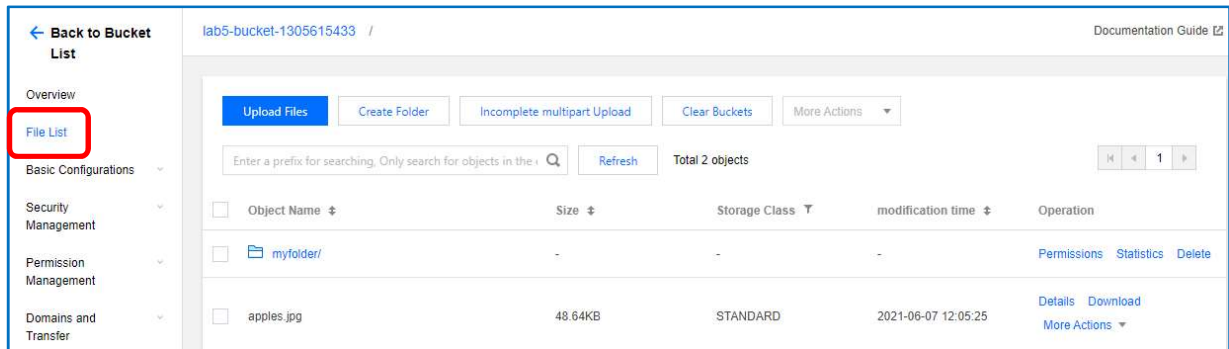 ← Back to Bucket
List
lab5-bucket-1305615433 /
Documentation Guide
Overview
File List
Basic Configurations
Security
Management
Permission
Management
Domains and
Transfer
Upload Files Create Folder Incomplete multipart Upload Clear Buckets More Actions
Enter a prefix for searching, Only search for objects in the Refresh Total 2 objects 1
Object Name Size Storage Class modification time Operation
myfolder/ - - - Permissions Statistics Delete
apples.jpg 48.64KB STANDARD 2021-06-07 12:05:25 Details Download
More Actions